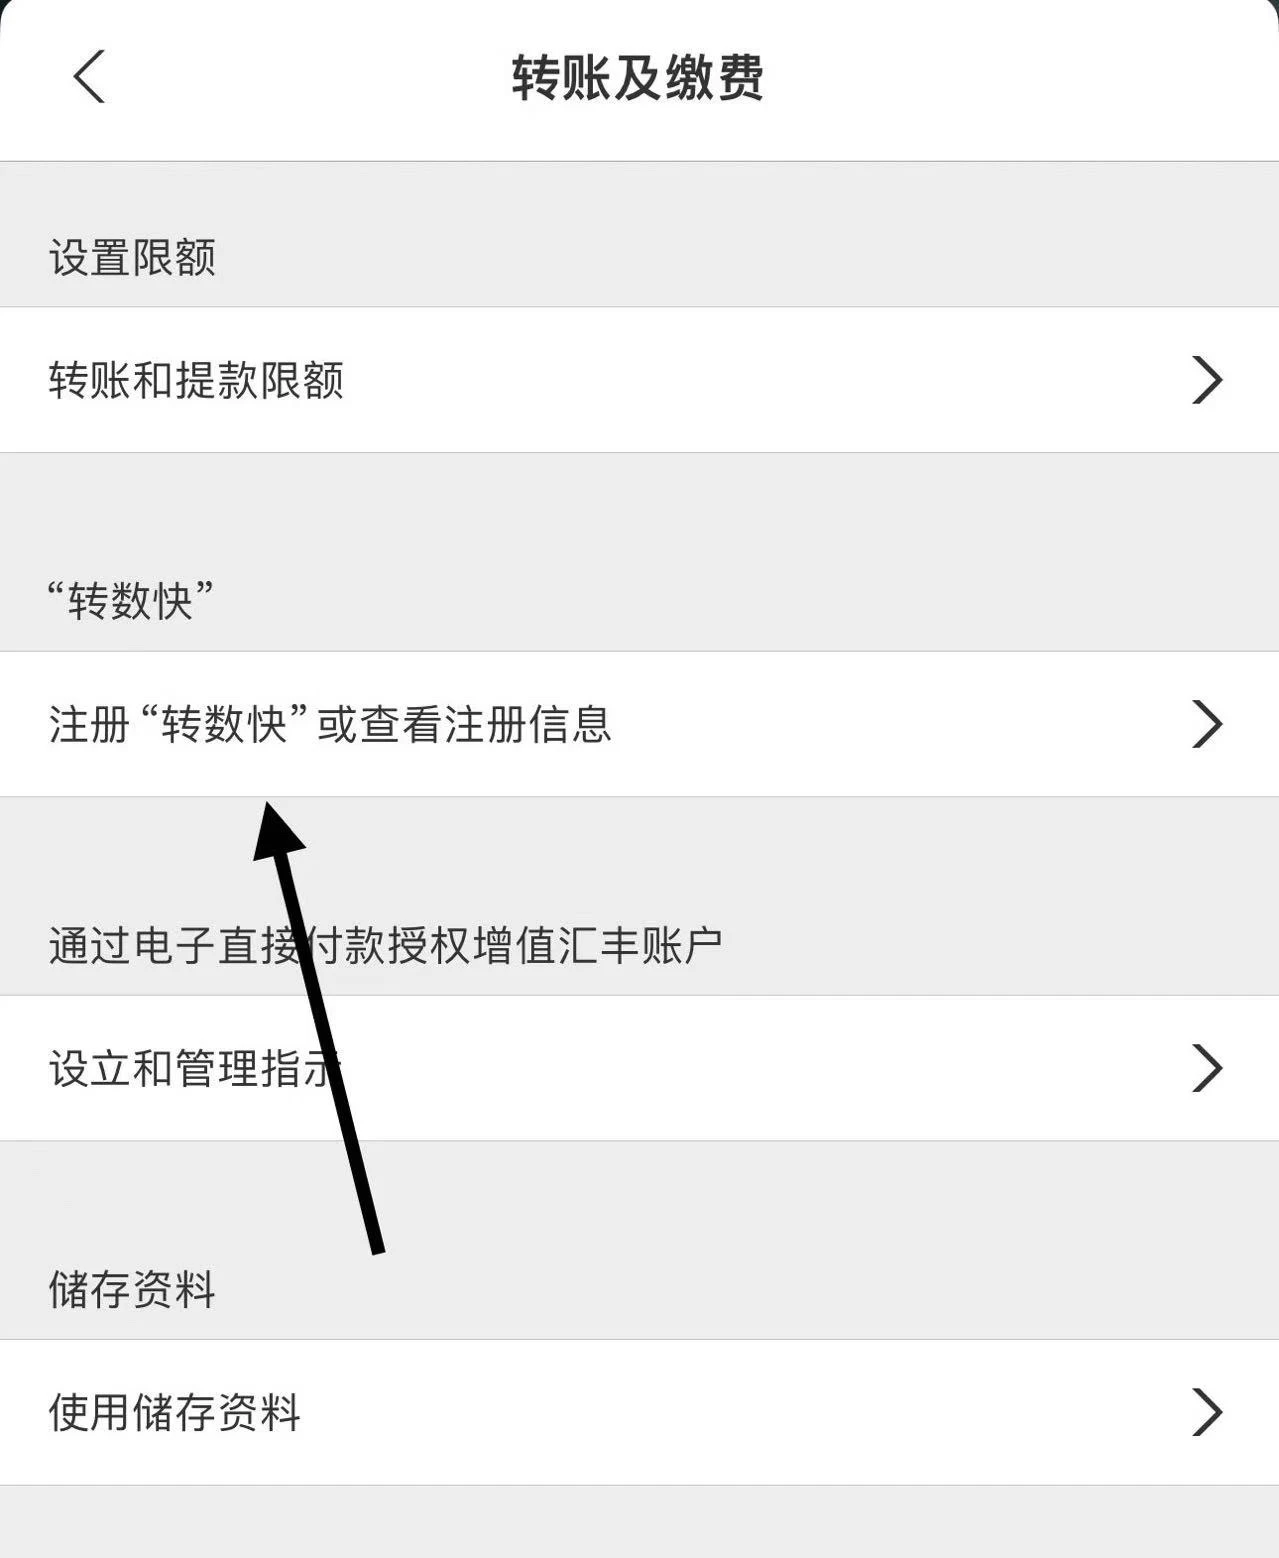 转账及缴费
设置限额
转账和提款限额
“转数快”
注册 “转数快” 或查看注册信息
通过电子直接付款授权增值汇丰账户
设立和管理指示
储存资料
使用储存资料